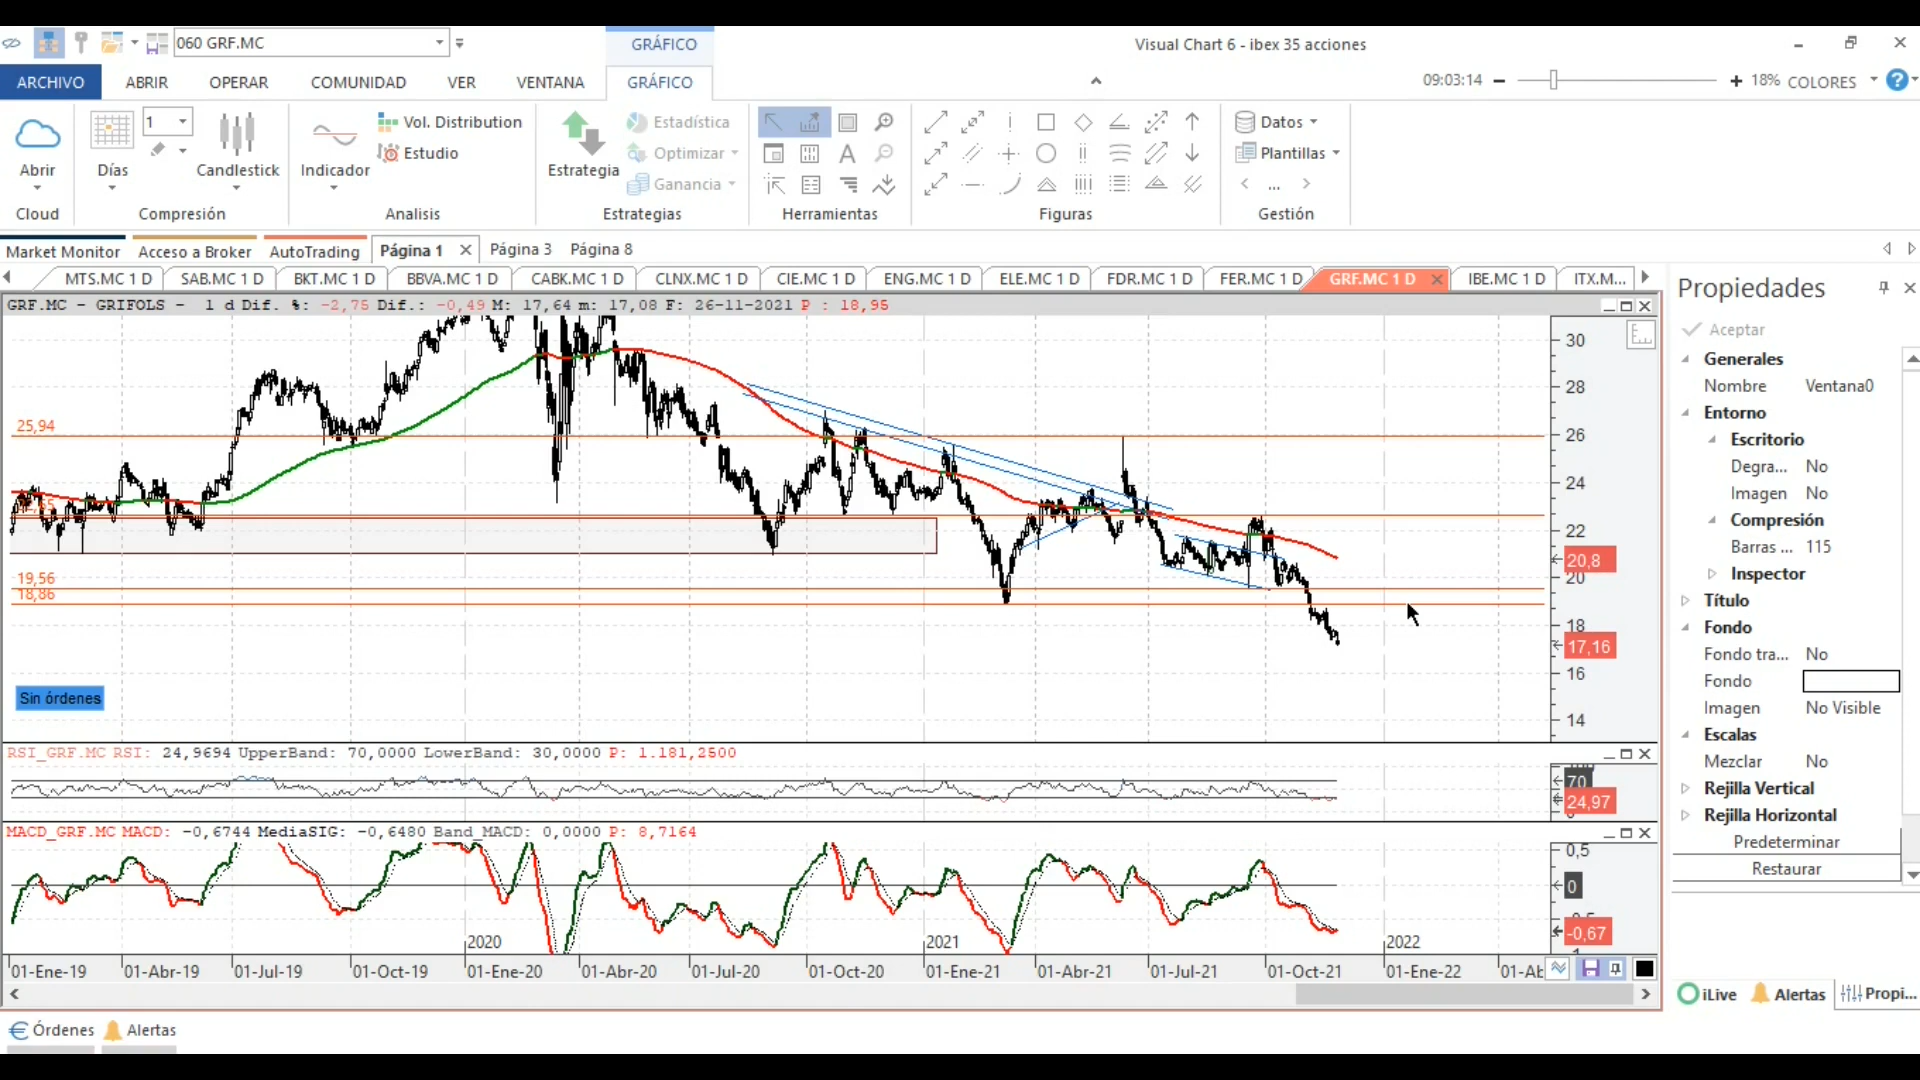 060 GRF.MC
GRÁFICO
Visual Chart 6 - ibex 35 acciones
ARCHIVO ABRIR OPERAR COMUNIDAD VER VENTANA GRÁFICO
09:03:14 18% COLORES
1 Vol. Distribution Estadística Datos
Estudio Optimizar Plantillas
Abrir Días Candlestick Indicador Estrategia Ganancia ...
Cloud Compresión Analisis Estrategias Herramientas Figuras Gestión
Market Monitor Acceso a Broker AutoTrading Página 1 Página 3 Página 8
MTS.MC 1 D SAB.MC 1 D BKT.MC 1 D BBVA.MC 1 D CABK.MC 1 D CLNX.MC 1 D CIE.MC 1 D ENG.MC 1 D ELE.MC 1 D FDR.MC 1 D FER.MC 1 D GRF.MC 1 D IBE.MC 1 D ITX.M...
GRF.MC - GRIFOLS - 1 d Dif. %: -2,75 Dif.: -0,49 M: 17,64 m: 17,08 F: 26-11-2021 P : 18,95
30
28
25,94
26
24
22
20,8
20
19,56
18,86
18
17,16
16
14
Sin órdenes
RSI_GRF.MC RSI: 24,9694 UpperBand: 70,0000 LowerBand: 30,0000 P: 1.181,2500
70
24,97
MACD_GRF.MC MACD: -0,6744 MediaSIG: -0,6480 Band_MACD: 0,0000 P: 8,7164
0,5
0
-0,67
2020 2021 2022
01-Ene-19 01-Abr-19 01-Jul-19 01-Oct-19 01-Ene-20 01-Abr-20 01-Jul-20 01-Oct-20 01-Ene-21 01-Abr-21 01-Jul-21 01-Oct-21 01-Ene-22 01-Ab
Propiedades
Aceptar
Generales
Nombre Ventana0
Entorno
Escritorio
Degra... No
Imagen No
Compresión
Barras ... 115
Inspector
Título
Fondo
Fondo tra... No
Fondo
Imagen No Visible
Escalas
Mezclar No
Rejilla Vertical
Rejilla Horizontal
Predeterminar
Restaurar
iLive Alertas Propi...
Órdenes Alertas